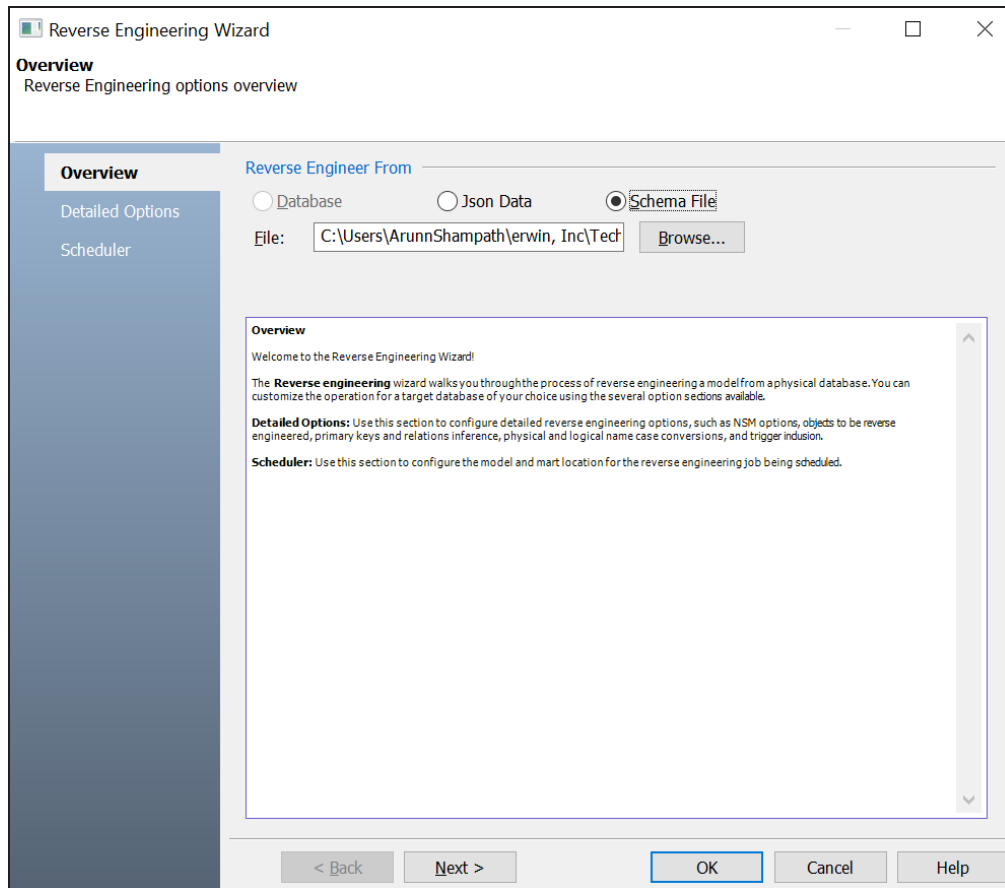 Reverse Engineering Wizard
Overview
Reverse Engineering options overview
Overview
Detailed Options
Scheduler
Reverse Engineer From
Database
Json Data
Schema File
File:
C:\Users\ArunnShampath\erwin, Inc\Tech
Browse...
Overview
Welcome to the Reverse Engineering Wizard!
The Reverse engineering wizard walks you through the process of reverse engineering a model from a physical database. You can
customize the operation for a target database of your choice using the several option sections available.
Detailed Options: Use this section to configure detailed reverse engineering options, such as NSM options, objects to be reverse
engineered, primary keys and relations inference, physical and logical name case conversions, and trigger inclusion.
Scheduler: Use this section to configure the model and mart location for the reverse engineering job being scheduled.
< Back
Next >
OK
Cancel
Help